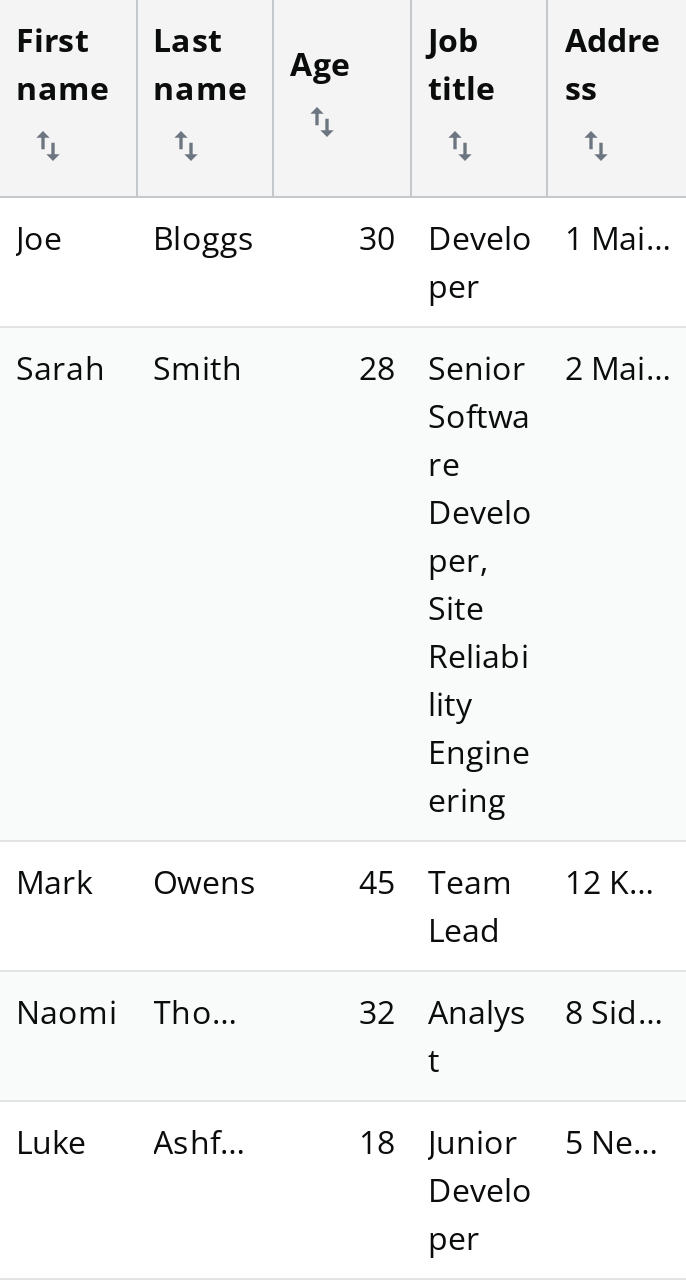 First name Last name Age Job title Address
Joe Bloggs 30 Developer 1 Mai...
Sarah Smith 28 Senior Software Developer, Site Reliability Engineering 2 Mai...
Mark Owens 45 Team Lead 12 K...
Naomi Tho... 32 Analyst 8 Sid...
Luke Ashf... 18 Junior Developer 5 Ne...